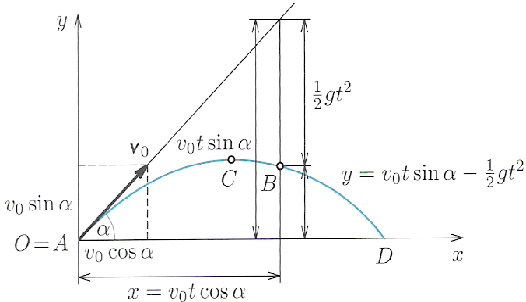 y
½gt²
v₀
v₀t sin α
C
B
y = v₀t sin α − ½gt²
v₀ sin α
α
O = A
v₀ cos α
D
x
x = v₀t cos α